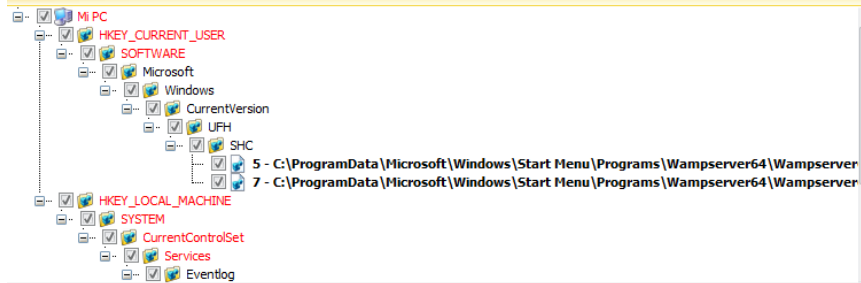 Mi PC
HKEY_CURRENT_USER
SOFTWARE
Microsoft
Windows
CurrentVersion
UFH
SHC
5 - C:\ProgramData\Microsoft\Windows\Start Menu\Programs\Wampserver64\Wampserver
7 - C:\ProgramData\Microsoft\Windows\Start Menu\Programs\Wampserver64\Wampserver
HKEY_LOCAL_MACHINE
SYSTEM
CurrentControlSet
Services
Eventlog